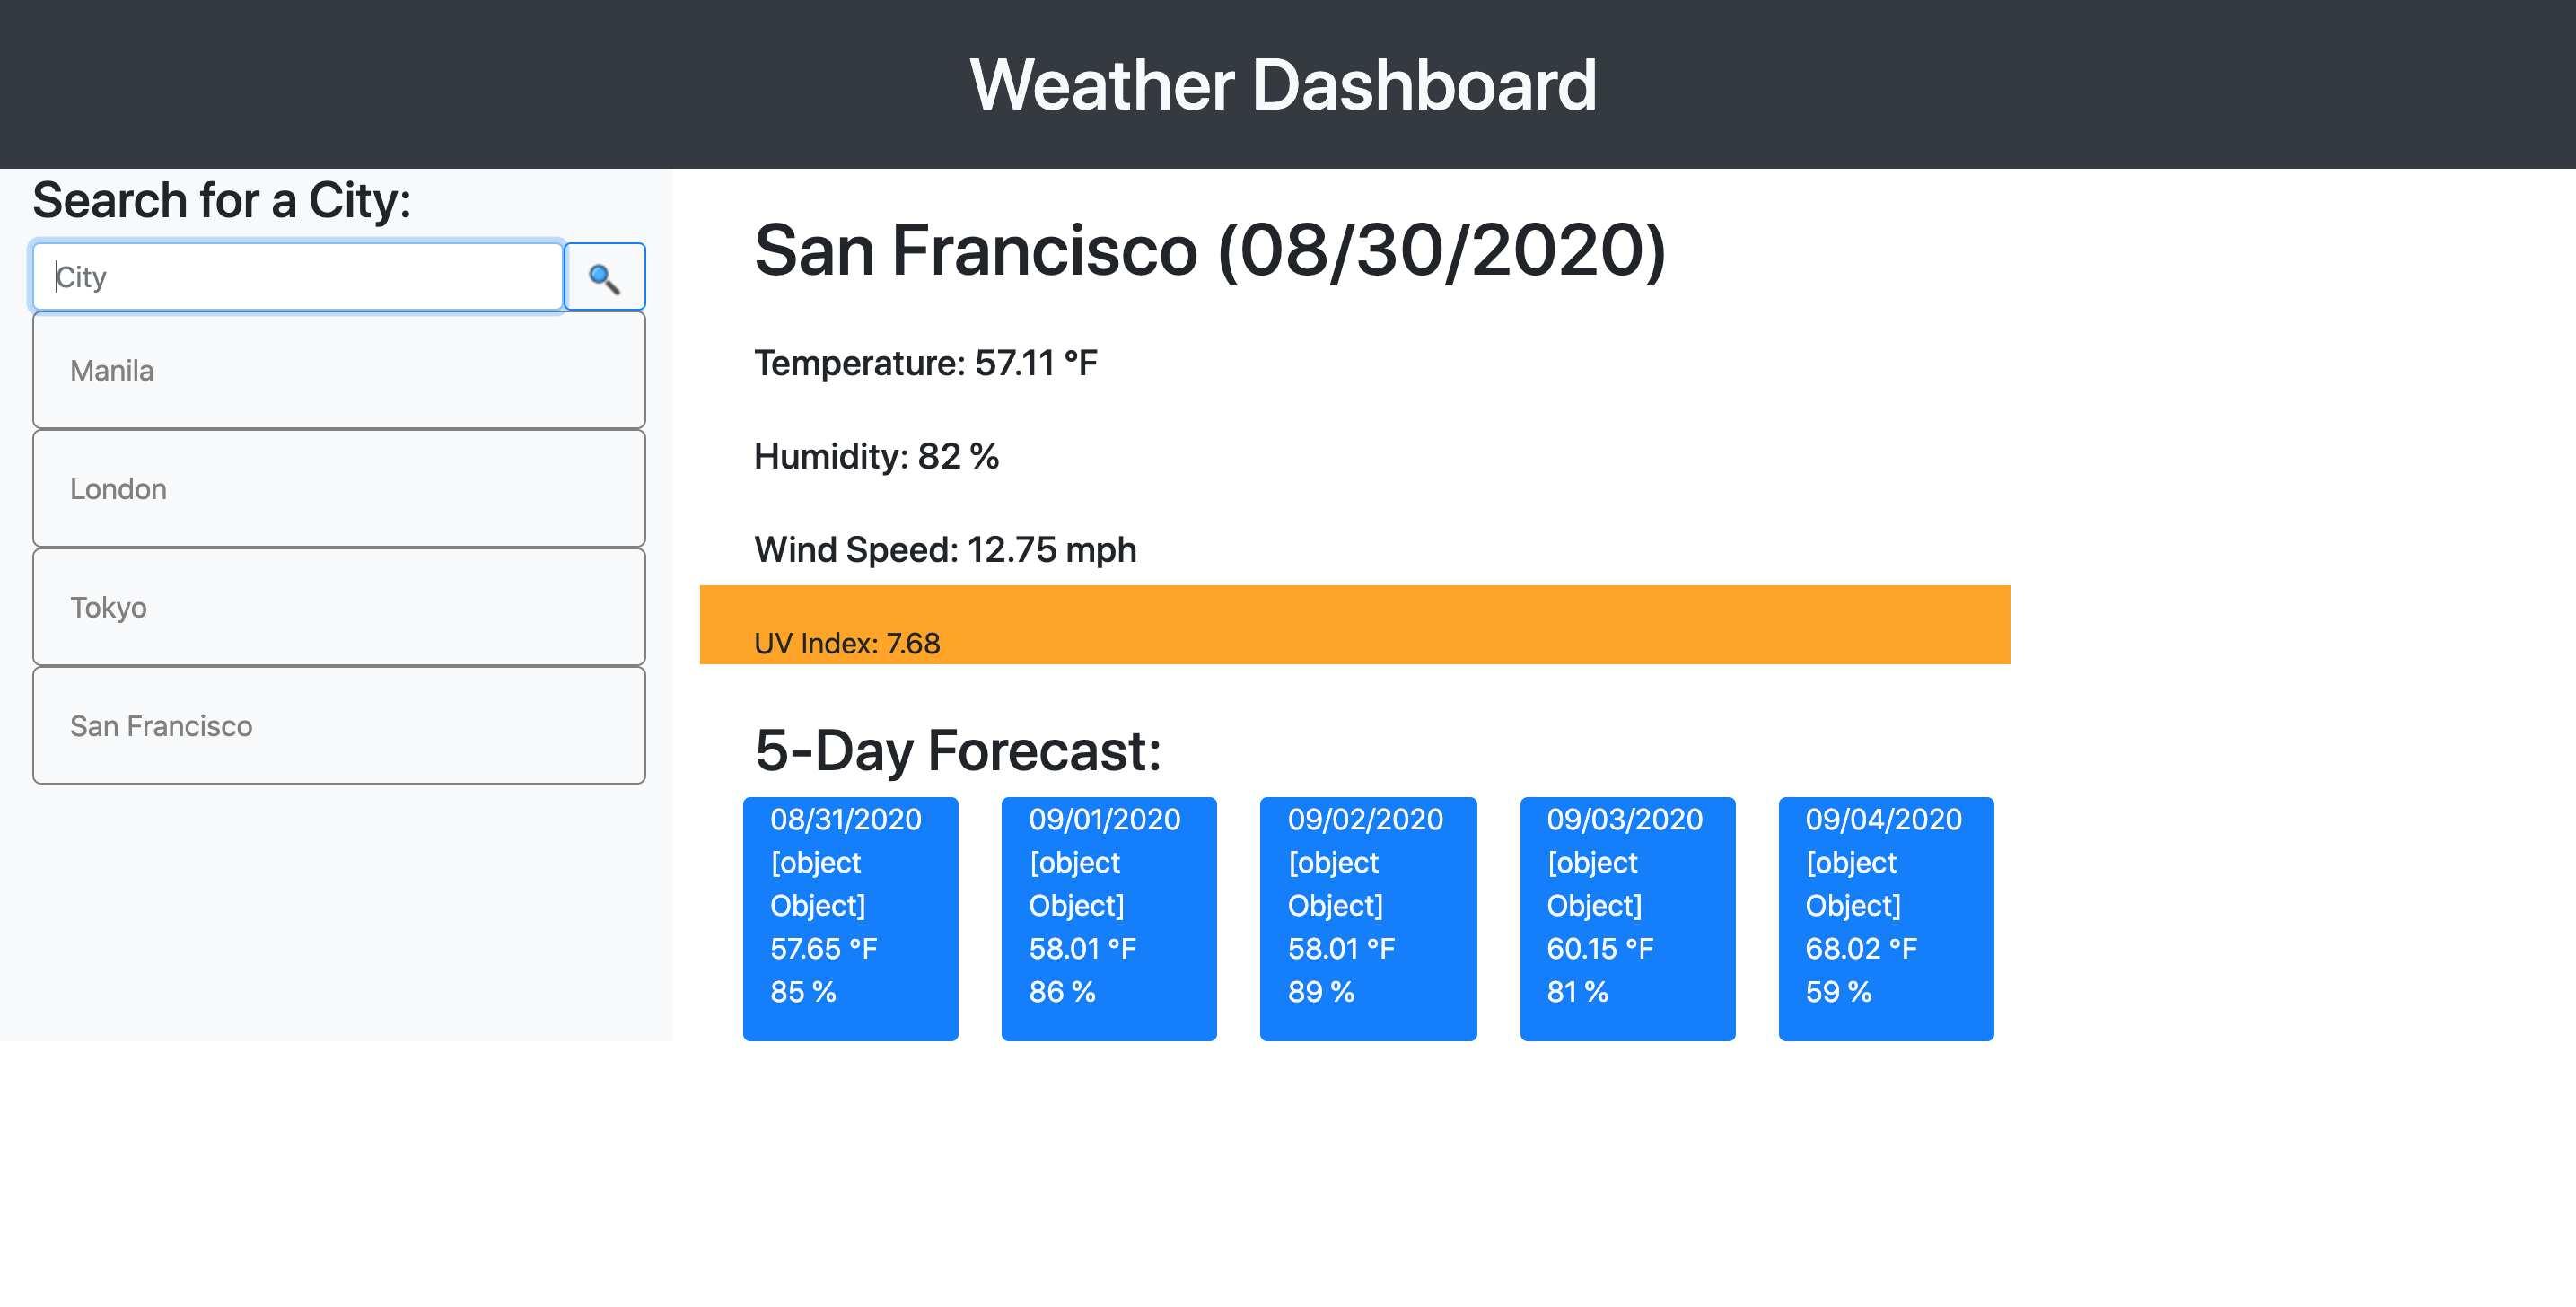 Weather Dashboard
Search for a City:
City
Manila
London
Tokyo
San Francisco
San Francisco (08/30/2020)
Temperature: 57.11 °F
Humidity: 82 %
Wind Speed: 12.75 mph
UV Index: 7.68
5-Day Forecast:
08/31/2020
[object
Object]
57.65 °F
85 %
09/01/2020
[object
Object]
58.01 °F
86 %
09/02/2020
[object
Object]
58.01 °F
89 %
09/03/2020
[object
Object]
60.15 °F
81 %
09/04/2020
[object
Object]
68.02 °F
59 %